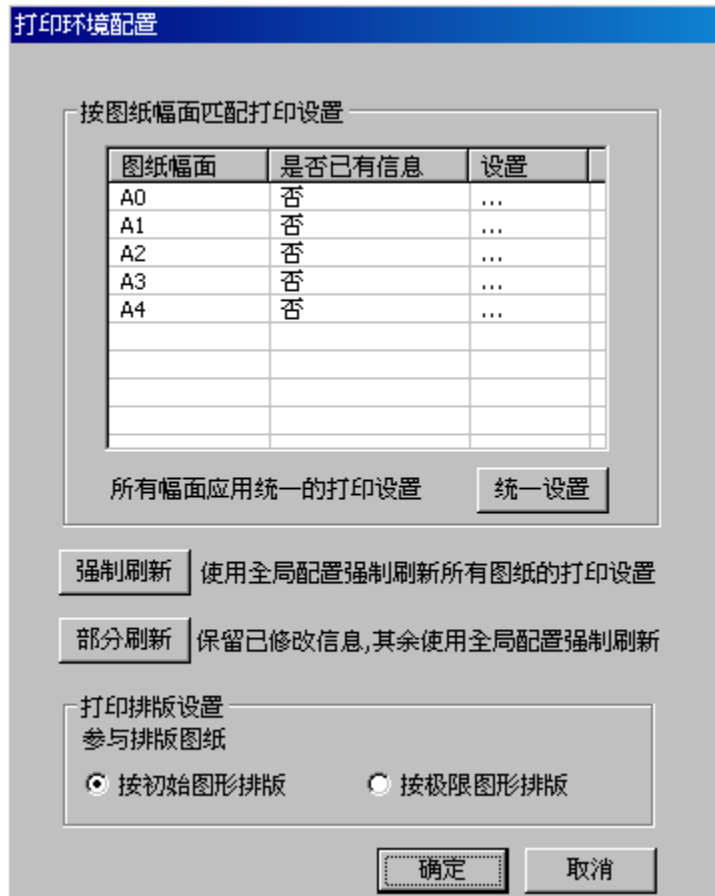 打印环境配置
按图纸幅面匹配打印设置
图纸幅面 是否已有信息 设置
A0 否 ...
A1 否 ...
A2 否 ...
A3 否 ...
A4 否 ...
所有幅面应用统一的打印设置 统一设置
强制刷新 使用全局配置强制刷新所有图纸的打印设置
部分刷新 保留已修改信息,其余使用全局配置强制刷新
打印排版设置
参与排版图纸
按初始图形排版 按极限图形排版
确定 取消